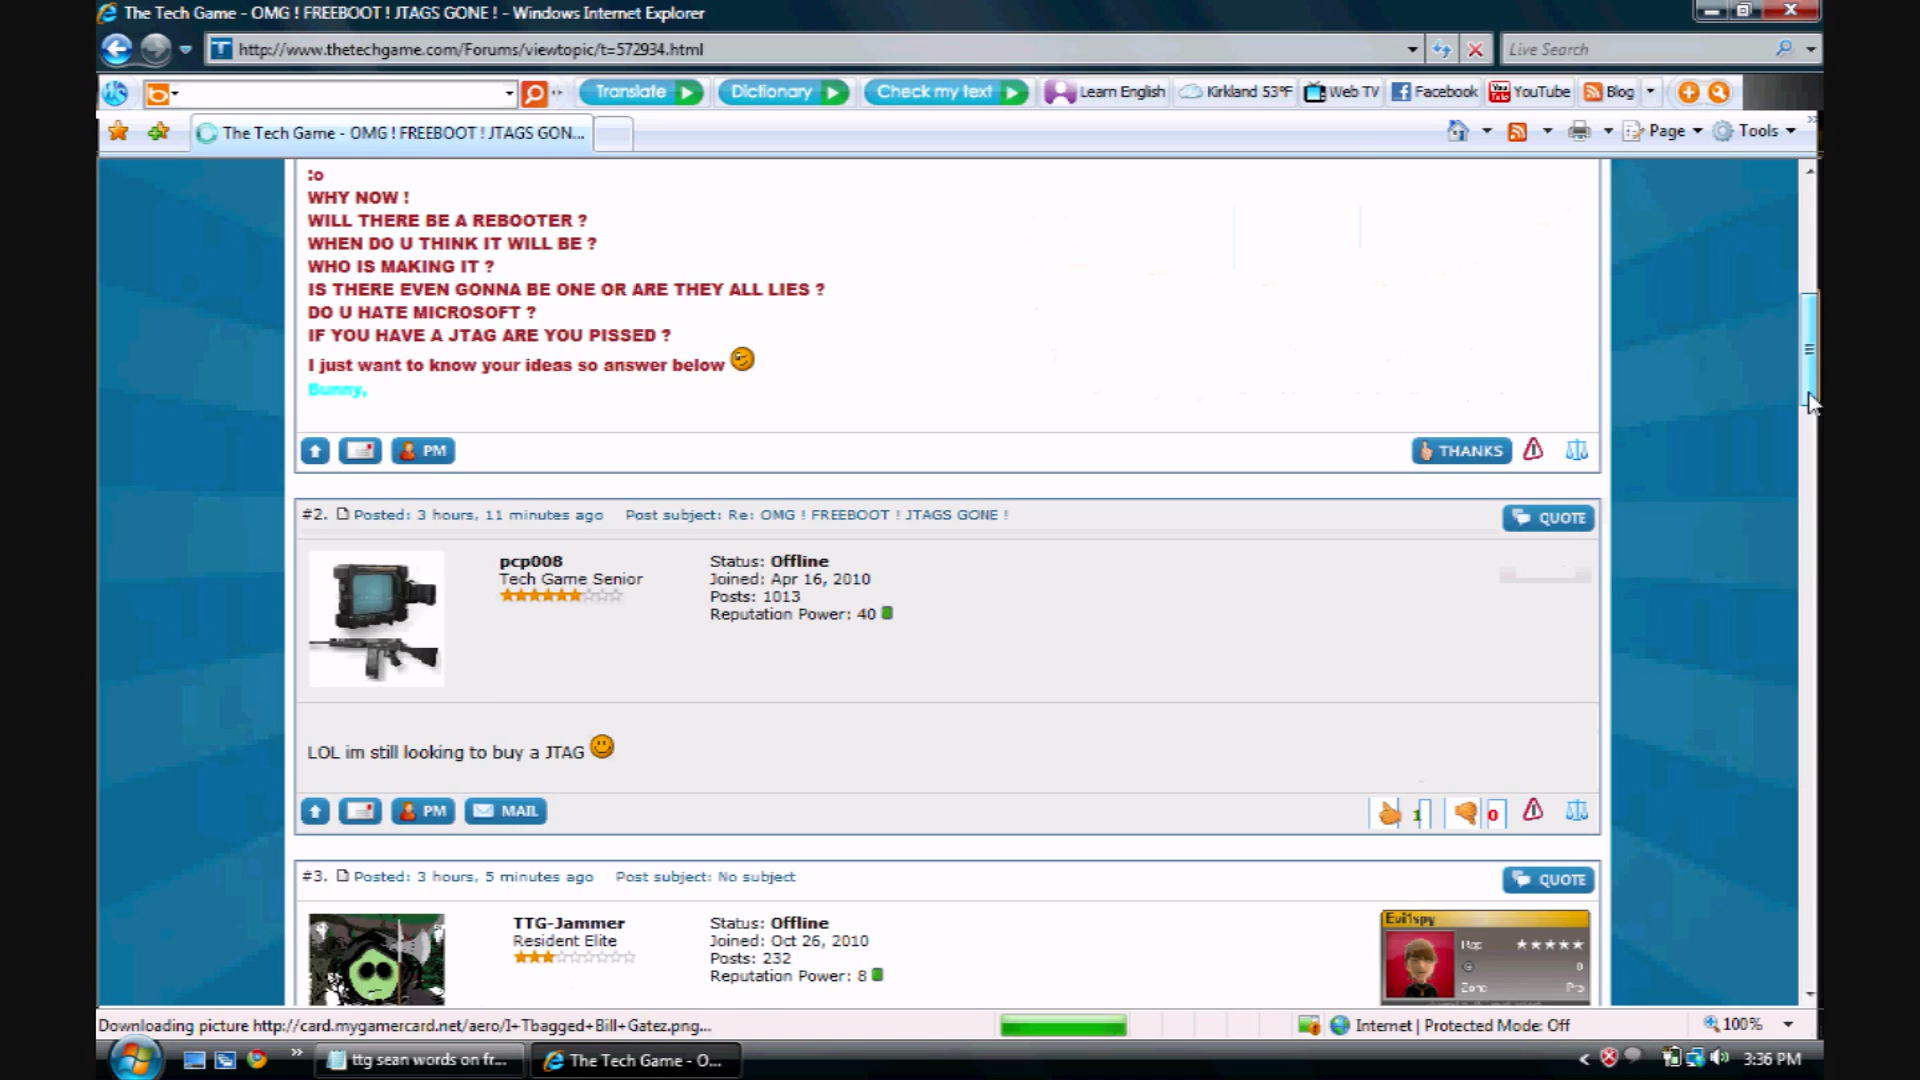 The Tech Game - OMG ! FREEBOOT ! JTAGS GONE ! - Windows Internet Explorer
http://www.thetechgame.com/Forums/viewtopic/t=572934.html
Live Search
Translate
Dictionary
Check my text
Learn English
Kirkland 53°F
Web TV
Facebook
YouTube
Blog
The Tech Game - OMG ! FREEBOOT ! JTAGS GON...
Page
Tools
:o
WHY NOW !
WILL THERE BE A REBOOTER ?
WHEN DO U THINK IT WILL BE ?
WHO IS MAKING IT ?
IS THERE EVEN GONNA BE ONE OR ARE THEY ALL LIES ?
DO U HATE MICROSOFT ?
IF YOU HAVE A JTAG ARE YOU PISSED ?
I just want to know your ideas so answer below
Bunny,
PM
THANKS
#2. Posted: 3 hours, 11 minutes ago Post subject: Re: OMG ! FREEBOOT ! JTAGS GONE !
QUOTE
pcp008
Tech Game Senior
Status: Offline
Joined: Apr 16, 2010
Posts: 1013
Reputation Power: 40
LOL im still looking to buy a JTAG
PM
MAIL
1
0
#3. Posted: 3 hours, 5 minutes ago Post subject: No subject
QUOTE
TTG-Jammer
Resident Elite
Status: Offline
Joined: Oct 26, 2010
Posts: 232
Reputation Power: 8
Evi1spy
Rep
G 0
Zone Pro
Downloading picture http://card.mygamercard.net/aero/I+Tbagged+Bill+Gatez.png...
Internet | Protected Mode: Off
100%
ttg sean words on fr...
The Tech Game - O...
3:36 PM